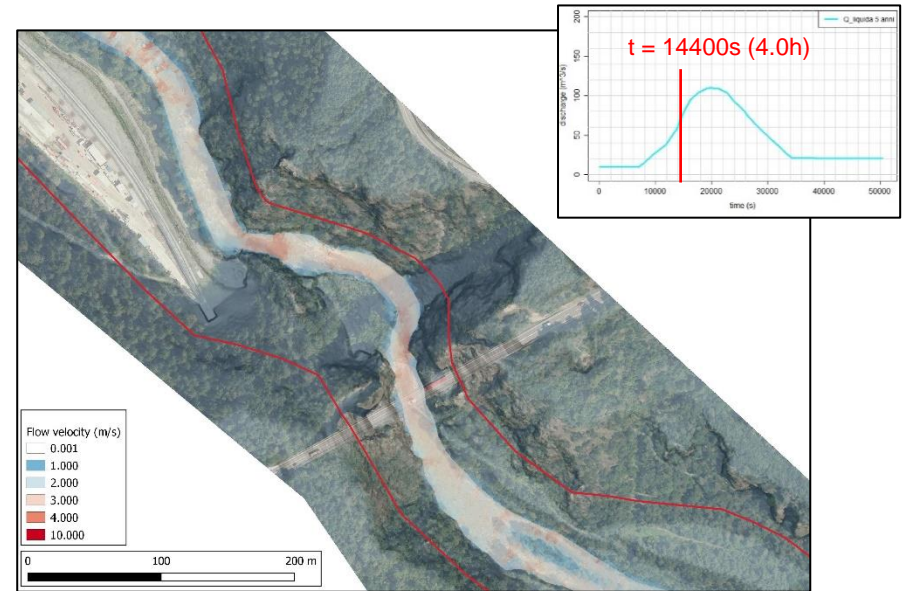 Q_liquida 5 anni
t = 14400s (4.0h)
200
150
100
50
0
discharge (m^3/s)
0 10000 20000 30000 40000 50000
time (s)
Flow velocity (m/s)
0.001
1.000
2.000
3.000
4.000
10.000
0 100 200 m